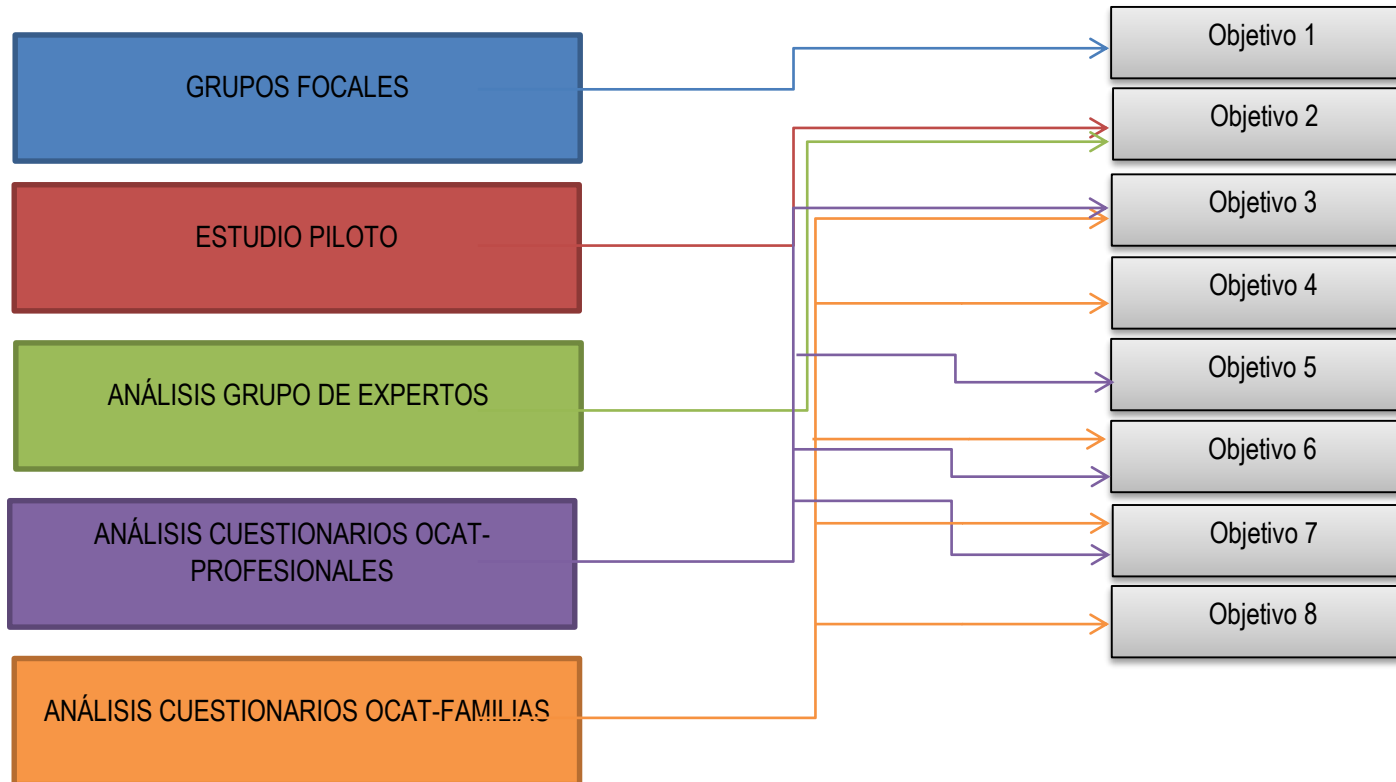 GRUPOS FOCALES
ESTUDIO PILOTO
ANÁLISIS GRUPO DE EXPERTOS
ANÁLISIS CUESTIONARIOS OCAT-
PROFESIONALES
ANÁLISIS CUESTIONARIOS OCAT-FAMILIAS
Objetivo 1
Objetivo 2
Objetivo 3
Objetivo 4
Objetivo 5
Objetivo 6
Objetivo 7
Objetivo 8